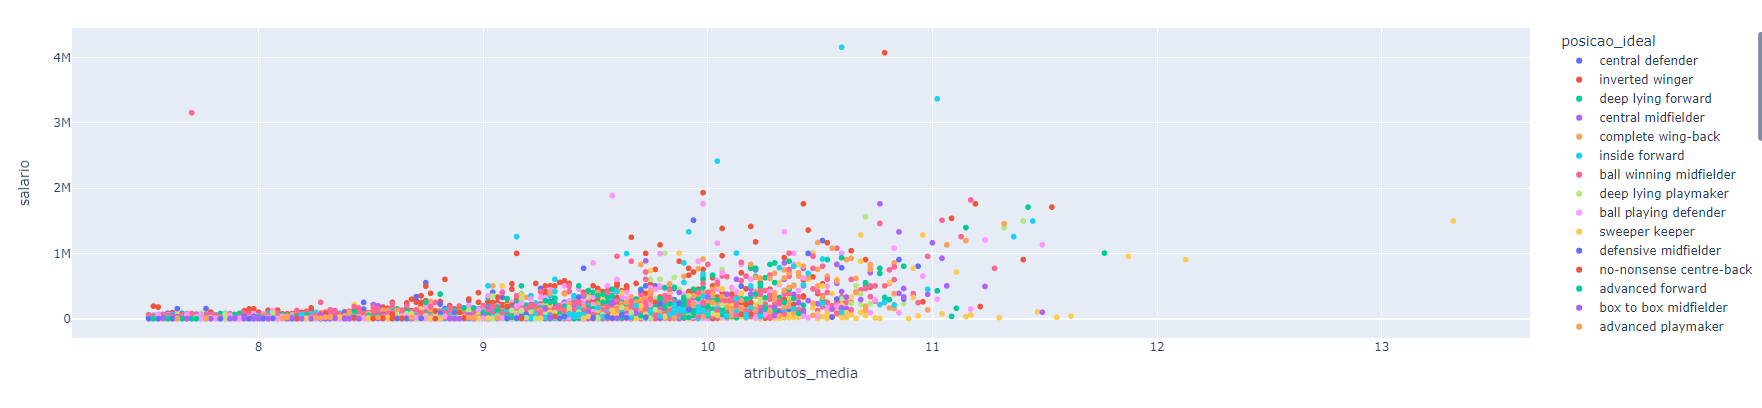 posicao_ideal
central defender
inverted winger
deep lying forward
central midfielder
complete wing-back
inside forward
ball winning midfielder
deep lying playmaker
ball playing defender
sweeper keeper
defensive midfielder
no-nonsense centre-back
advanced forward
box to box midfielder
advanced playmaker
salario
4M
3M
2M
1M
0
8
9
10
11
12
13
atributos_media